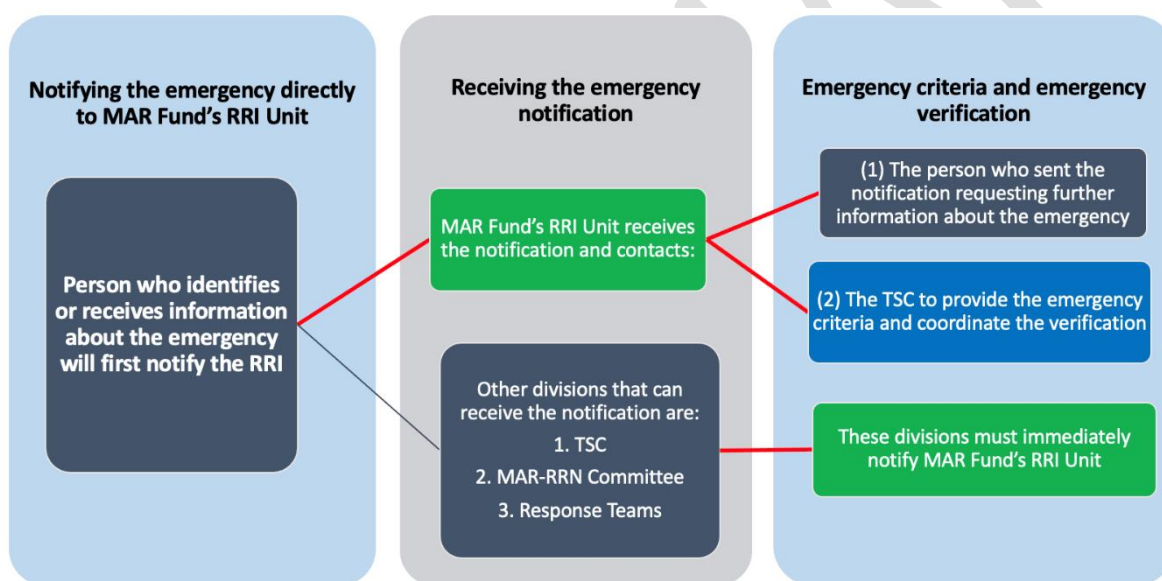 Notifying the emergency directly
to MAR Fund's RRI Unit
Person who identifies
or receives information
about the emergency
will first notify the RRI
Receiving the emergency
notification
MAR Fund's RRI Unit receives
the notification and contacts:
Other divisions that can
receive the notification are:
1. TSC
2. MAR-RRN Committee
3. Response Teams
Emergency criteria and emergency
verification
(1) The person who sent the
notification requesting further
information about the emergency
(2) The TSC to provide the emergency
criteria and coordinate the verification
These divisions must immediately
notify MAR Fund's RRI Unit